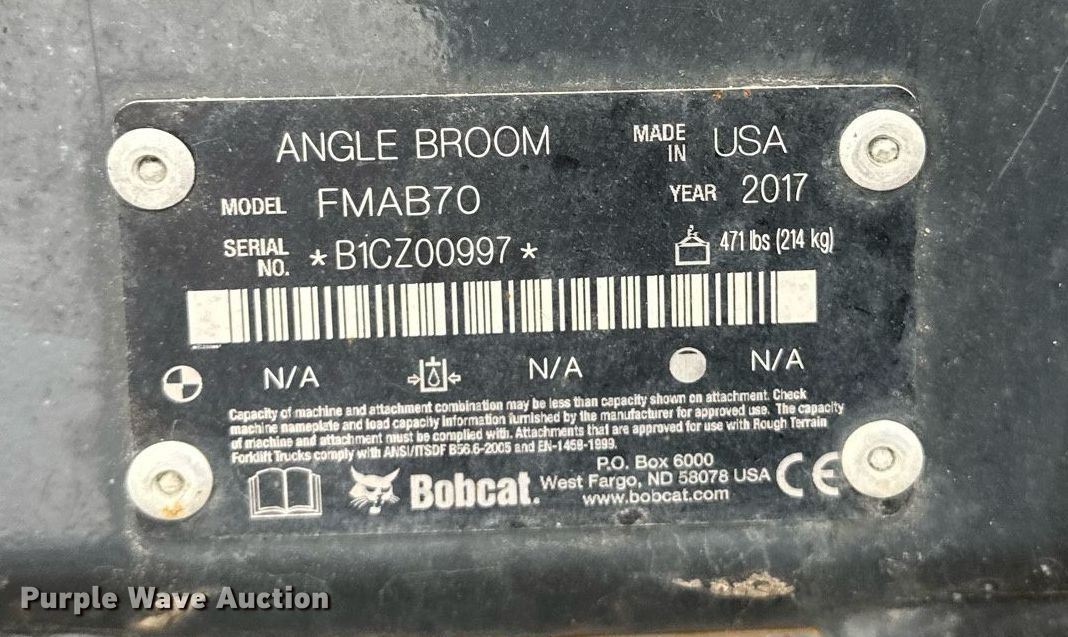 ANGLE BROOM
MADE IN USA
MODEL FMAB70
YEAR 2017
SERIAL NO. *B1CZ00997*
471 lbs (214 kg)
N/A
N/A
N/A
Capacity of machine and attachment combination may be less than capacity shown on attachment. Check
machine nameplate and load capacity information furnished by the manufacturer for approved use. The capacity
of machine and attachment must be complied with. Attachments that are approved for use with Rough Terrain
Forklift Trucks comply with ANSI/ITSDF B56.6-2005 and EN-1459-1999.
Bobcat.
P.O. Box 6000
West Fargo, ND 58078 USA
www.bobcat.com
CE
Purple Wave Auction